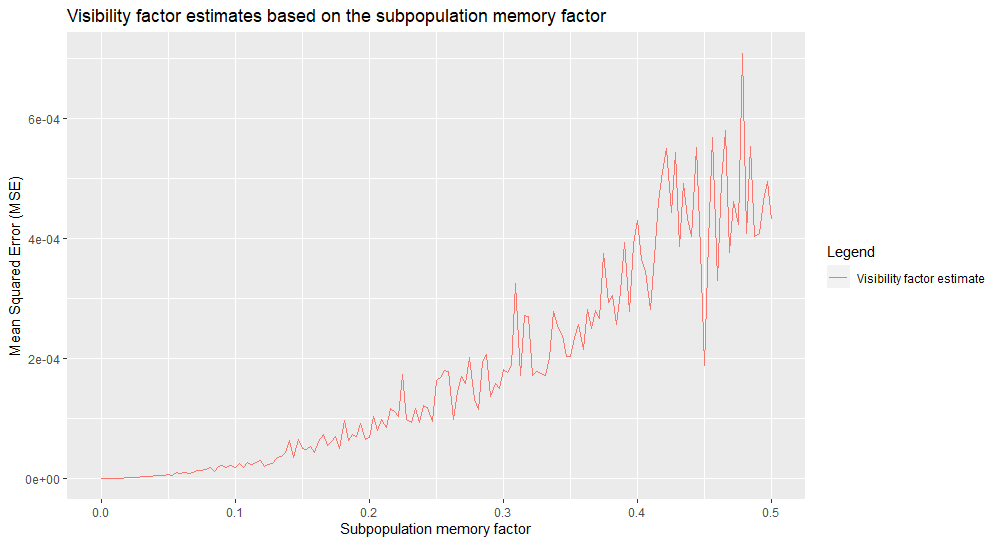 Visibility factor estimates based on the subpopulation memory factor
Mean Squared Error (MSE)
6e-04
4e-04
2e-04
0e+00
0.0 0.1 0.2 0.3 0.4 0.5
Subpopulation memory factor
Legend
Visibility factor estimate